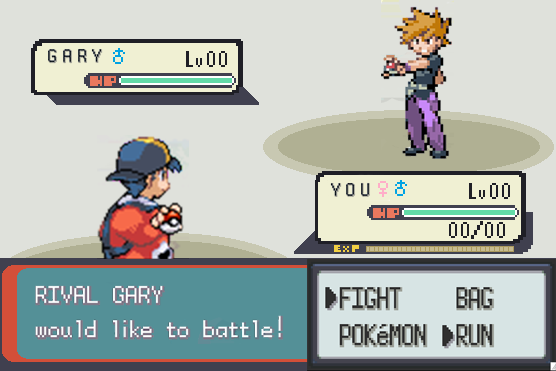 GARY♂ Lv00
HP
YOU♀♂ Lv00
HP
00/00
EXP
RIVAL GARY
would like to battle!
▶FIGHT BAG
POKéMON ▶RUN